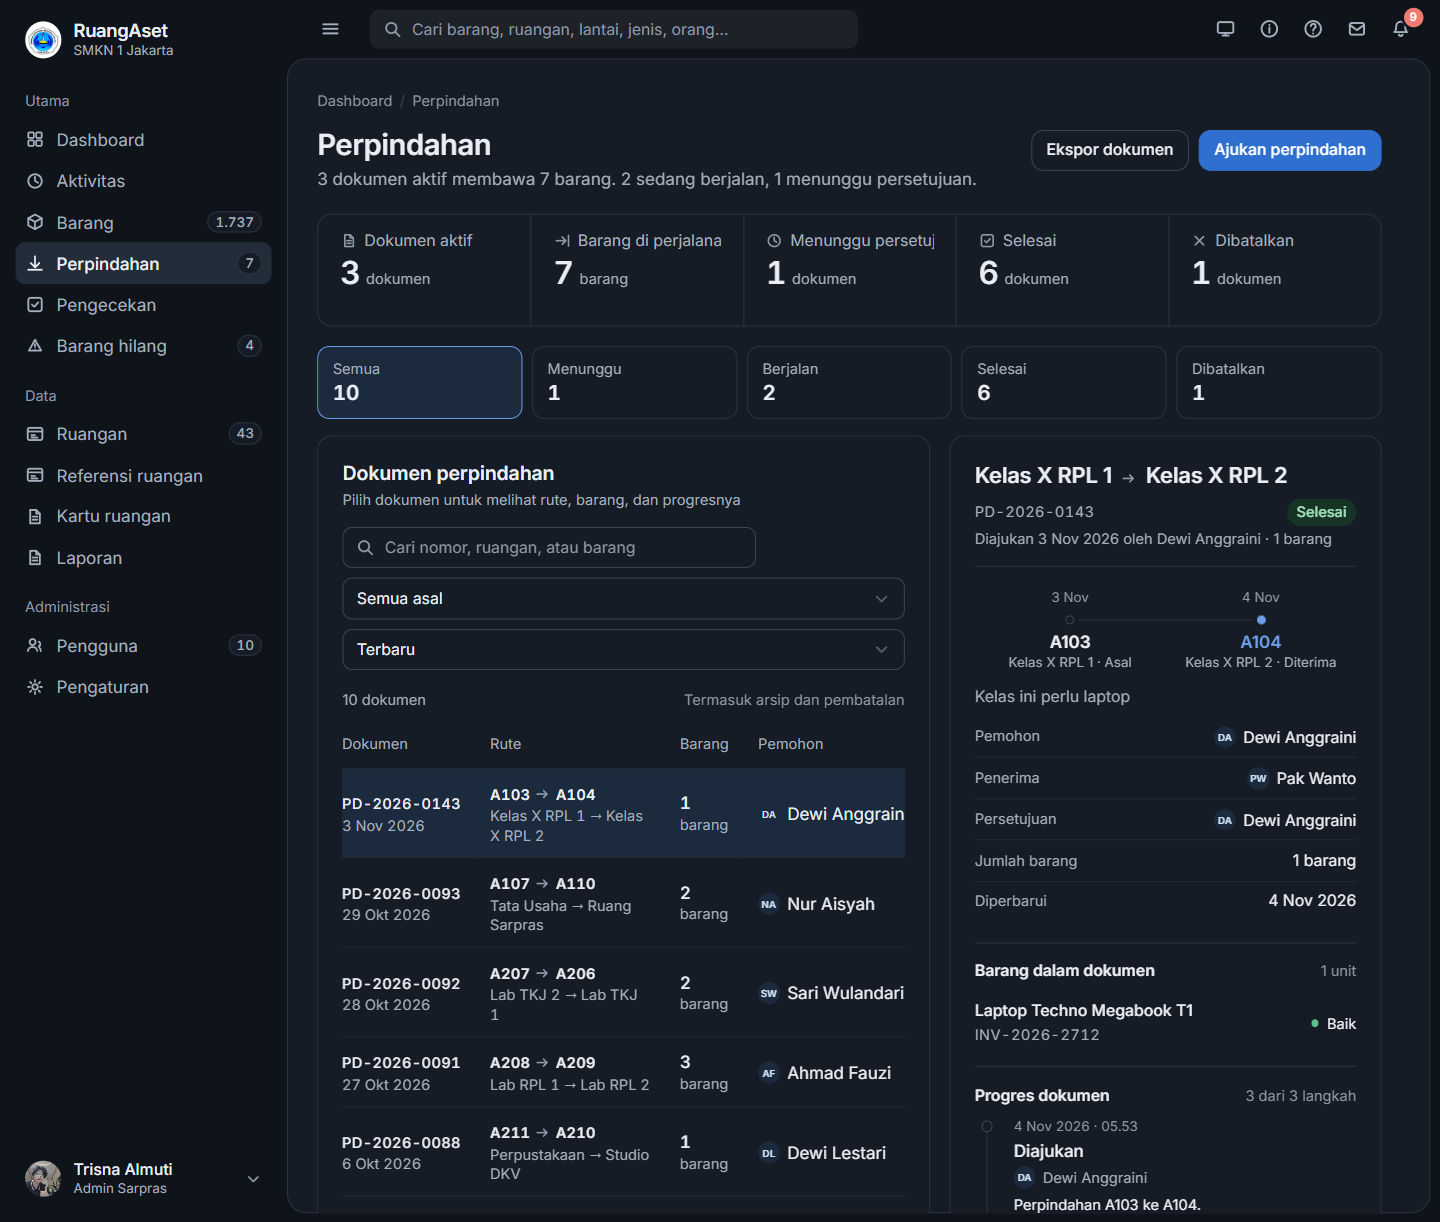 RuangAset
SMKN 1 Jakarta
Cari barang, ruangan, lantai, jenis, orang...
9
Utama
Dashboard
Aktivitas
Barang 1.737
Perpindahan 7
Pengecekan
Barang hilang 4
Data
Ruangan 43
Referensi ruangan
Kartu ruangan
Laporan
Administrasi
Pengguna 10
Pengaturan
Trisna Almuti
Admin Sarpras
Dashboard / Perpindahan
Perpindahan
3 dokumen aktif membawa 7 barang. 2 sedang berjalan, 1 menunggu persetujuan.
Ekspor dokumen
Ajukan perpindahan
Dokumen aktif
3 dokumen
Barang di perjalana
7 barang
Menunggu persetuj
1 dokumen
Selesai
6 dokumen
Dibatalkan
1 dokumen
Semua
10
Menunggu
1
Berjalan
2
Selesai
6
Dibatalkan
1
Dokumen perpindahan
Pilih dokumen untuk melihat rute, barang, dan progresnya
Cari nomor, ruangan, atau barang
Semua asal
Terbaru
10 dokumen Termasuk arsip dan pembatalan
Dokumen Rute Barang Pemohon
PD-2026-0143
3 Nov 2026
A103 → A104
Kelas X RPL 1 → Kelas
X RPL 2
1
barang
DA Dewi Anggrain
PD-2026-0093
29 Okt 2026
A107 → A110
Tata Usaha → Ruang
Sarpras
2
barang
NA Nur Aisyah
PD-2026-0092
28 Okt 2026
A207 → A206
Lab TKJ 2 → Lab TKJ
1
2
barang
SW Sari Wulandari
PD-2026-0091
27 Okt 2026
A208 → A209
Lab RPL 1 → Lab RPL 2
3
barang
AF Ahmad Fauzi
PD-2026-0088
6 Okt 2026
A211 → A210
Perpustakaan → Studio
DKV
1
barang
DL Dewi Lestari
Kelas X RPL 1 → Kelas X RPL 2
PD-2026-0143 Selesai
Diajukan 3 Nov 2026 oleh Dewi Anggraini · 1 barang
3 Nov 4 Nov
A103 A104
Kelas X RPL 1 · Asal Kelas X RPL 2 · Diterima
Kelas ini perlu laptop
Pemohon DA Dewi Anggraini
Penerima PW Pak Wanto
Persetujuan DA Dewi Anggraini
Jumlah barang 1 barang
Diperbarui 4 Nov 2026
Barang dalam dokumen 1 unit
Laptop Techno Megabook T1
INV-2026-2712
Baik
Progres dokumen 3 dari 3 langkah
4 Nov 2026 · 05.53
Diajukan
DA Dewi Anggraini
Perpindahan A103 ke A104.